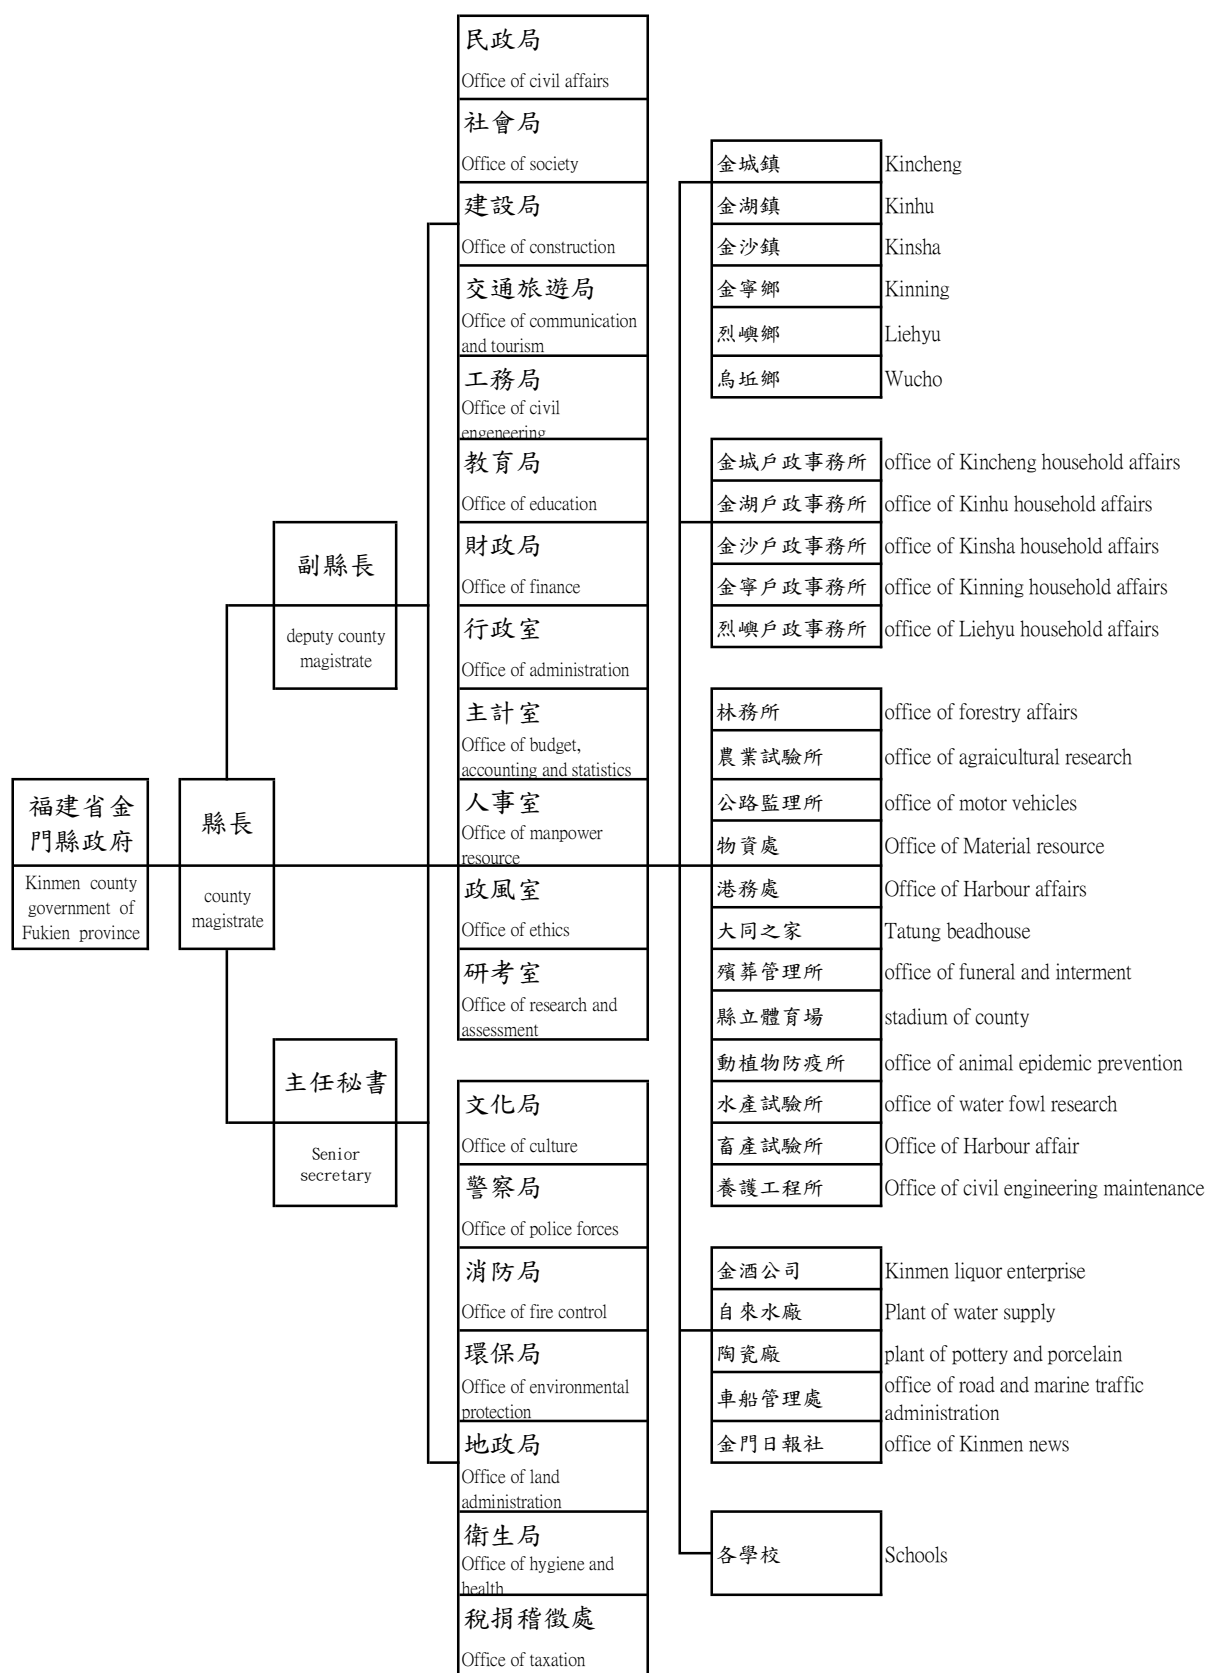 福建省金
門縣政府
Kinmen county
government of
Fukien province
縣長
county
magistrate
副縣長
deputy county
magistrate
主任秘書
Senior
secretary
民政局
Office of civil affairs
社會局
Office of society
建設局
Office of construction
交通旅遊局
Office of communication
and tourism
工務局
Office of civil
engeneering
教育局
Office of education
財政局
Office of finance
行政室
Office of administration
主計室
Office of budget,
accounting and statistics
人事室
Office of manpower
resource
政風室
Office of ethics
研考室
Office of research and
assessment
文化局
Office of culture
警察局
Office of police forces
消防局
Office of fire control
環保局
Office of environmental
protection
地政局
Office of land
administration
衛生局
Office of hygiene and
health
稅捐稽徵處
Office of taxation
金城鎮 Kincheng
金湖鎮 Kinhu
金沙鎮 Kinsha
金寧鄉 Kinning
烈嶼鄉 Liehyu
烏坵鄉 Wucho
金城戶政事務所 office of Kincheng household affairs
金湖戶政事務所 office of Kinhu household affairs
金沙戶政事務所 office of Kinsha household affairs
金寧戶政事務所 office of Kinning household affairs
烈嶼戶政事務所 office of Liehyu household affairs
林務所 office of forestry affairs
農業試驗所 office of agraicultural research
公路監理所 office of motor vehicles
物資處 Office of Material resource
港務處 Office of Harbour affairs
大同之家 Tatung beadhouse
殯葬管理所 office of funeral and interment
縣立體育場 stadium of county
動植物防疫所 office of animal epidemic prevention
水產試驗所 office of water fowl research
畜產試驗所 Office of Harbour affair
養護工程所 Office of civil engineering maintenance
金酒公司 Kinmen liquor enterprise
自來水廠 Plant of water supply
陶瓷廠 plant of pottery and porcelain
車船管理處 office of road and marine traffic
administration
金門日報社 office of Kinmen news
各學校 Schools